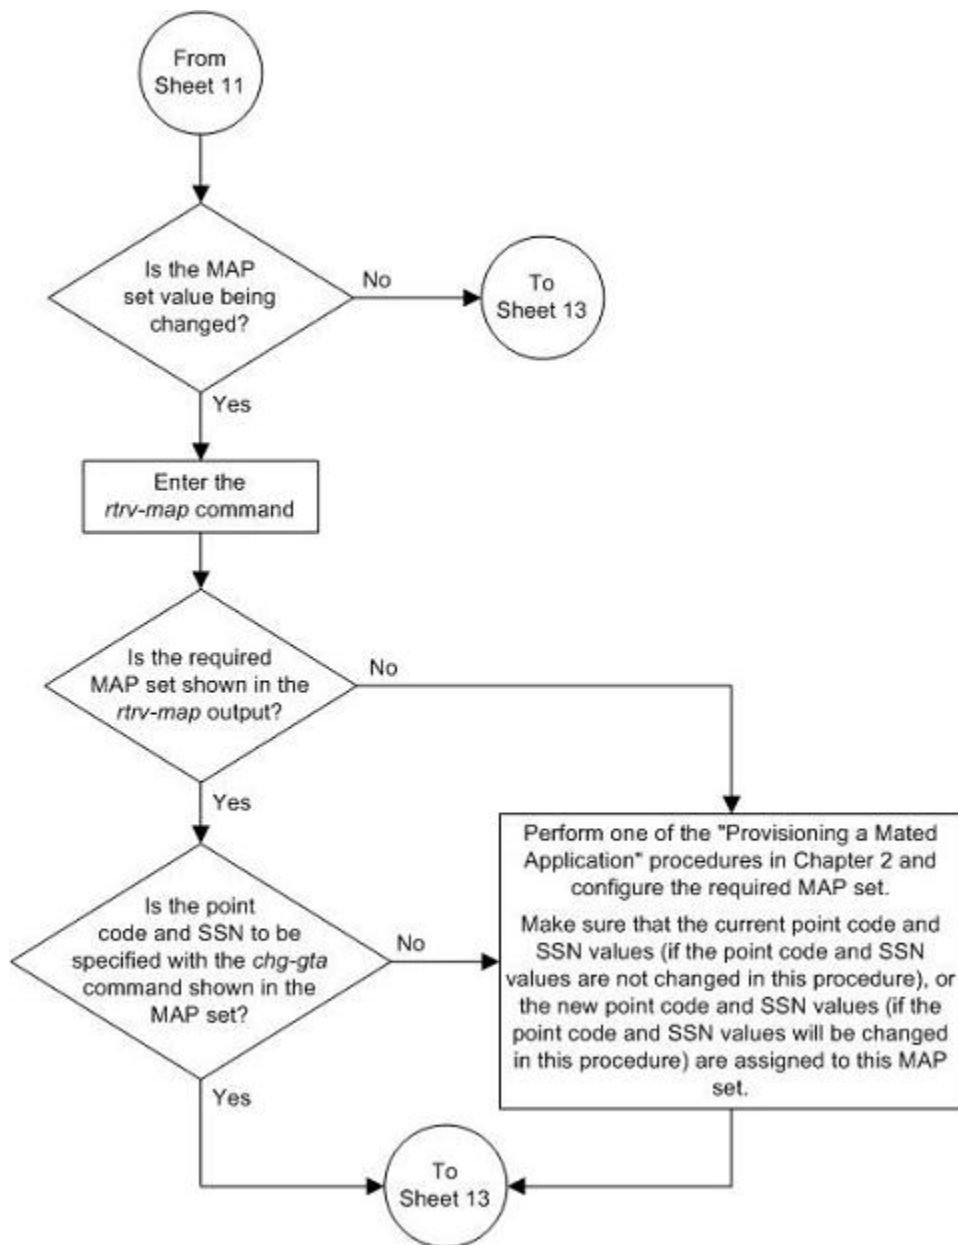 From
Sheet 11
Is the MAP
set value being
changed?
No
To
Sheet 13
Yes
Enter the
rtrv-map command
Is the required
MAP set shown in the
rtrv-map output?
No
Yes
Is the point
code and SSN to be
specified with the chg-gta
command shown in the
MAP set?
No
Perform one of the "Provisioning a Mated
Application" procedures in Chapter 2 and
configure the required MAP set.
Make sure that the current point code and
SSN values (if the point code and SSN
values are not changed in this procedure), or
the new point code and SSN values (if the
point code and SSN values will be changed
in this procedure) are assigned to this MAP
set.
Yes
To
Sheet 13